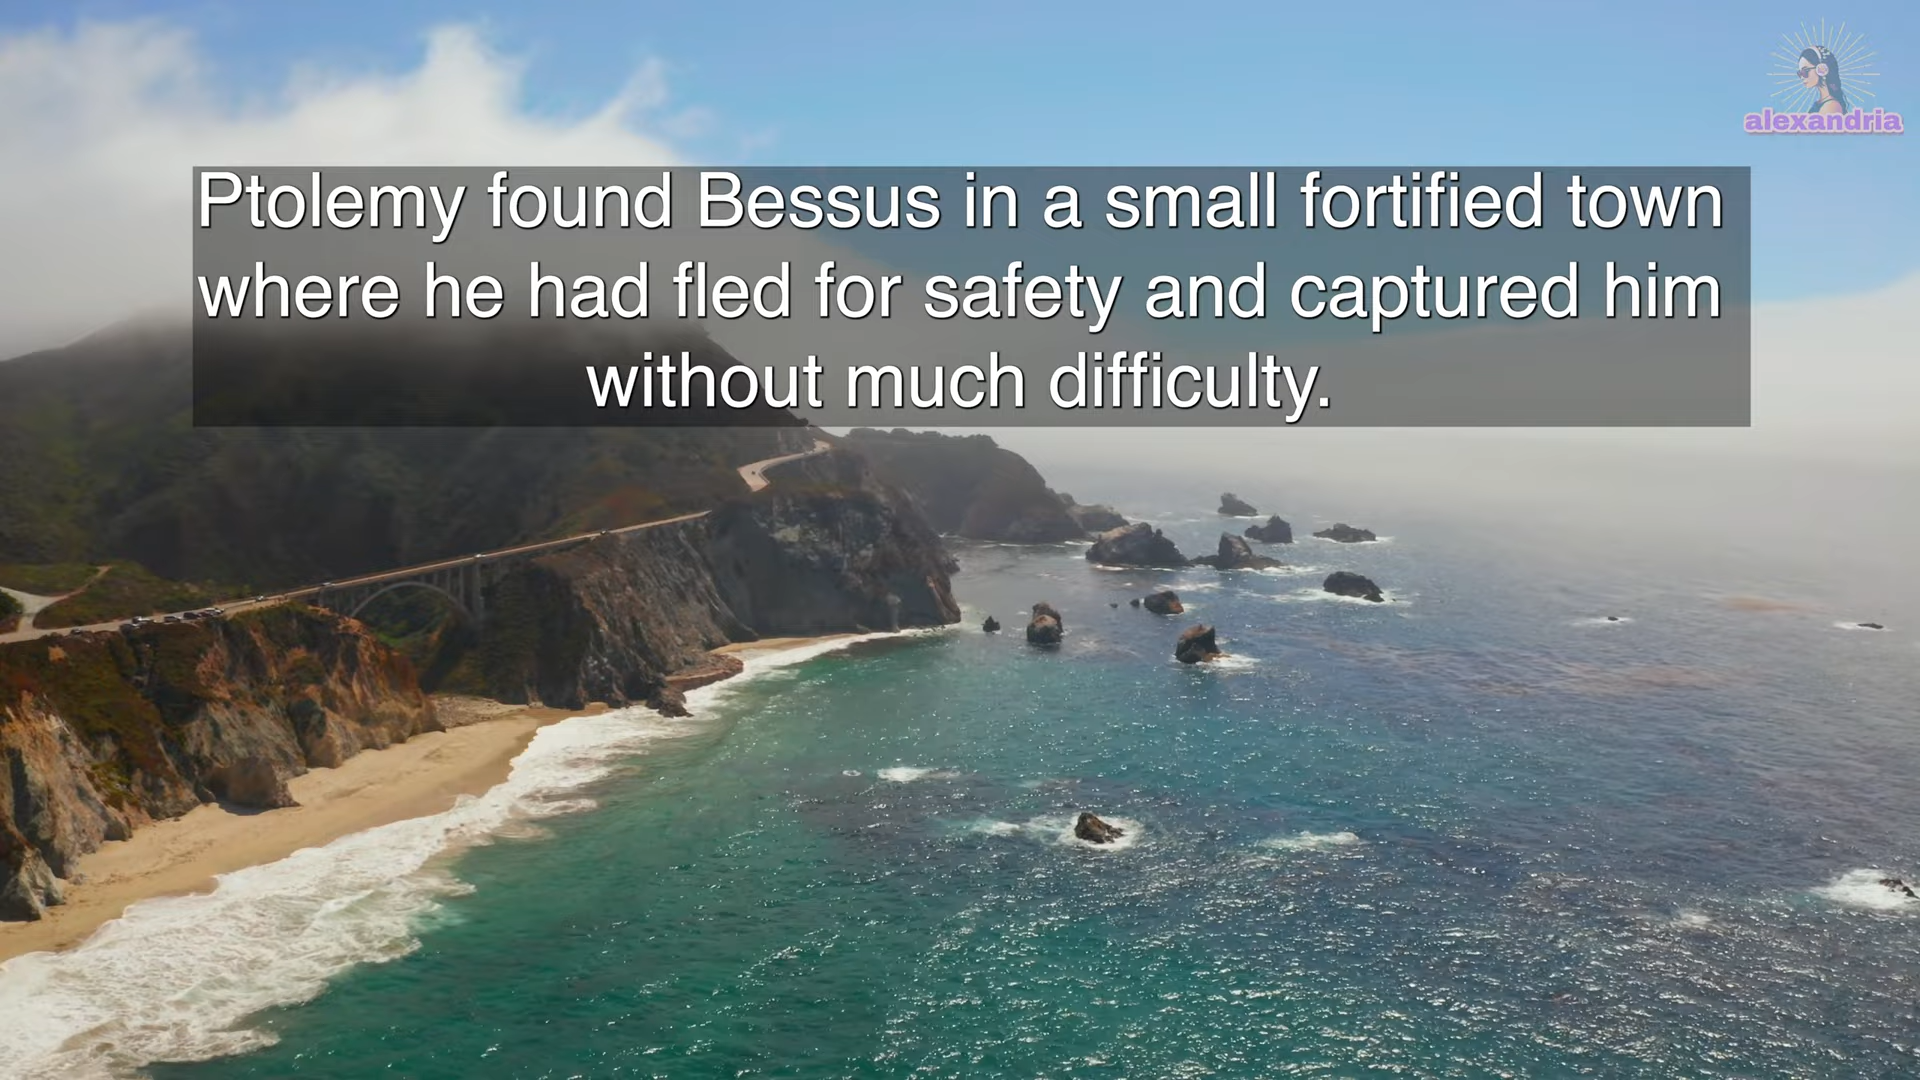 alexandria
Ptolemy found Bessus in a small fortified town
where he had fled for safety and captured him
without much difficulty.